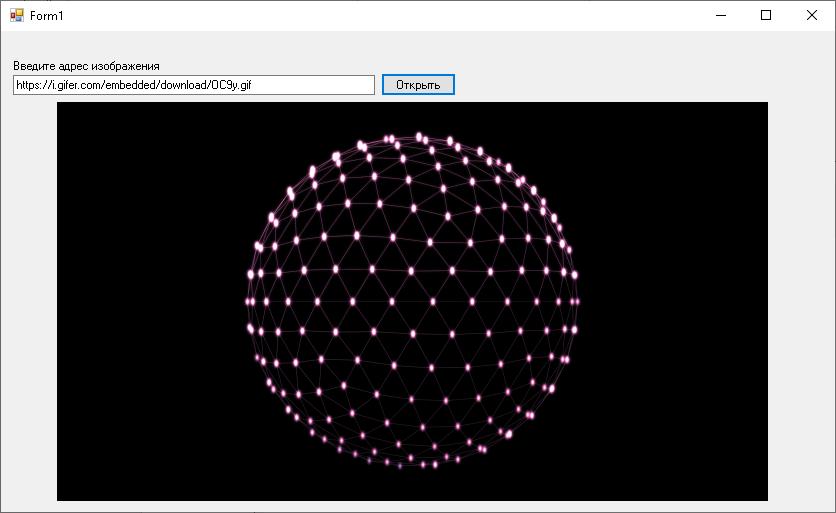 Form1
Введите адрес изображения
https://i.gifer.com/embedded/download/OC9y.gif
Открыть